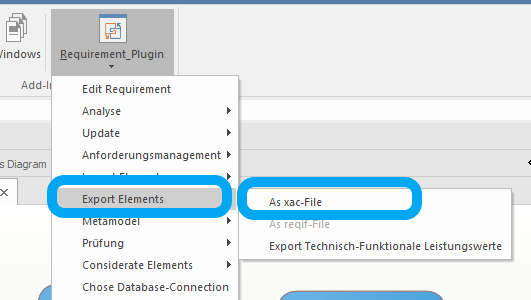 Windows
Requirement_Plugin
Add-In
Edit Requirement
Analyse
Update
s Diagram
Anforderungsmanagement
Export Elements
As xac-File
Metamodel
As reqif-File
Prüfung
Export Technisch-Funktionale Leistungswerte
Considerate Elements
Chose Database-Connection